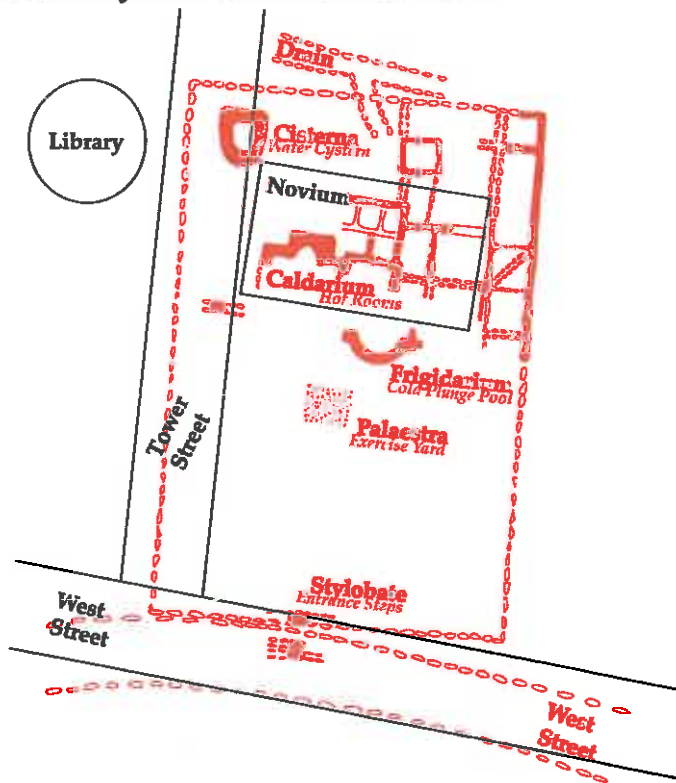 Drain
Library
Cisterna
Water Cystern
Novium
Caldarium
Hot Rooms
Frigidarium
Cold Plunge Pool
Tower
Street
Palaestra
Exercise Yard
Stylobate
Entrance Steps
West
Street
West
Street